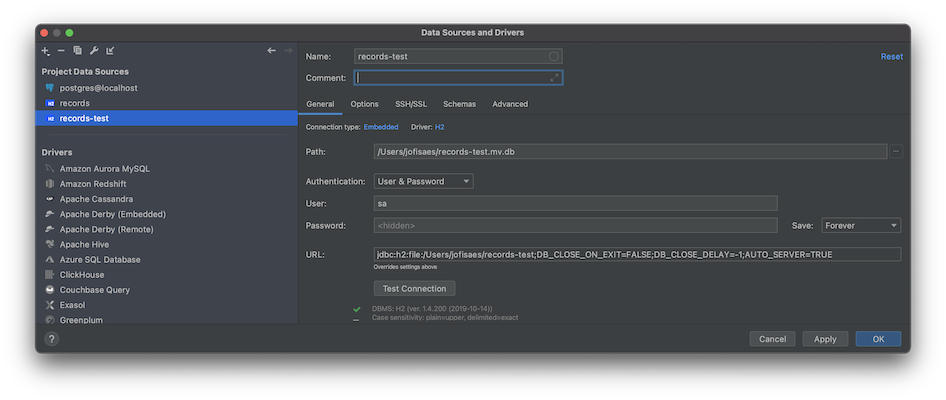 Data Sources and Drivers
Project Data Sources
postgres@localhost
H2 records
H2 records-test
Drivers
Amazon Aurora MySQL
Amazon Redshift
Apache Cassandra
Apache Derby (Embedded)
Apache Derby (Remote)
Apache Hive
Azure SQL Database
ClickHouse
Couchbase Query
Exasol
Greenplum
?
Name: records-test
Reset
Comment:
General Options SSH/SSL Schemas Advanced
Connection type: Embedded Driver: H2
Path: /Users/jofisaes/records-test.mv.db ...
Authentication: User & Password
User: sa
Password: <hidden> Save: Forever
URL: jdbc:h2:file:/Users/jofisaes/records-test;DB_CLOSE_ON_EXIT=FALSE;DB_CLOSE_DELAY=-1;AUTO_SERVER=TRUE
Overrides settings above
Test Connection
DBMS: H2 (ver. 1.4.200 (2019-10-14))
Case sensitivity: plain=upper, delimited=exact
Cancel Apply OK